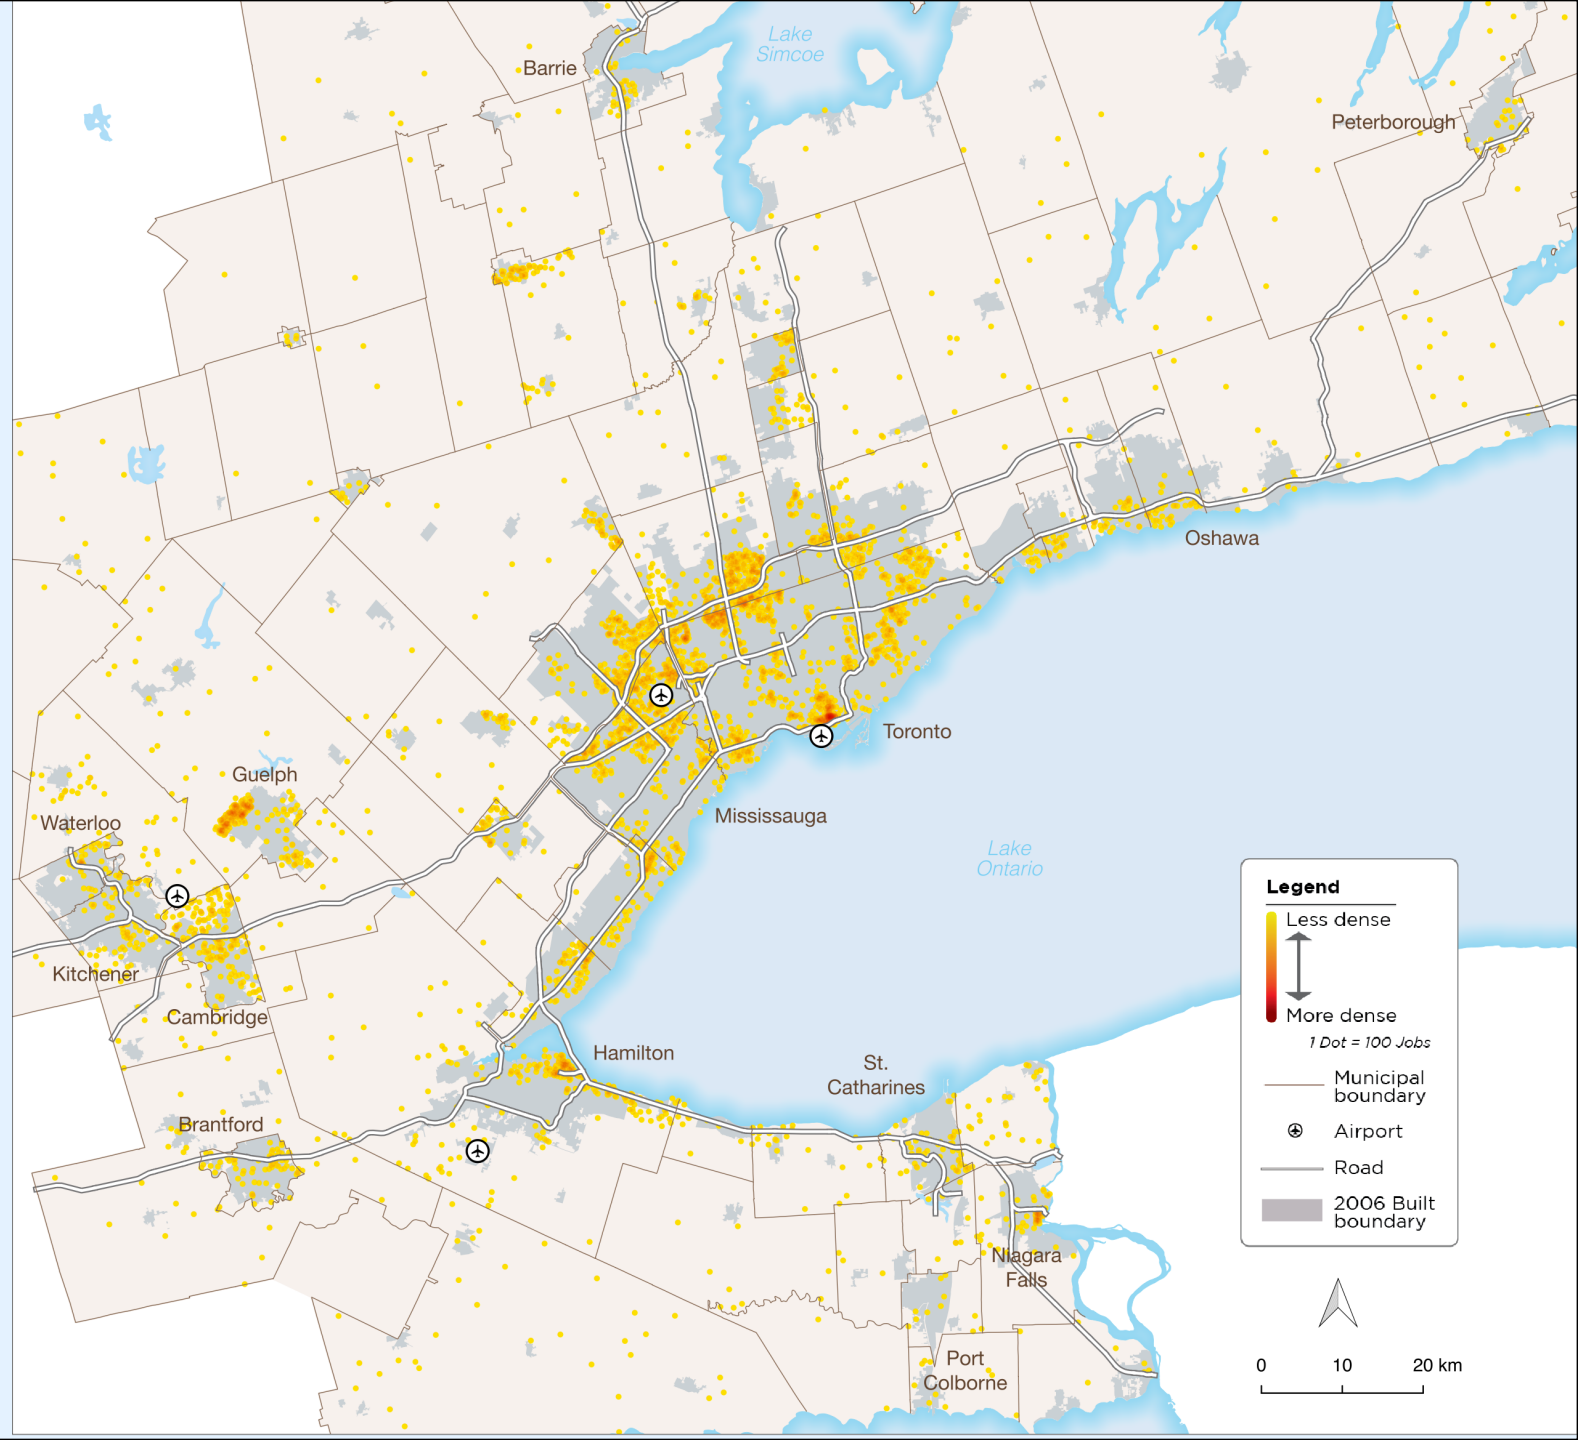 Lake
Simcoe
Barrie
Peterborough
Oshawa
Toronto
Guelph
Waterloo
Mississauga
Lake
Ontario
Kitchener
Cambridge
Hamilton
St.
Catharines
Brantford
Niagara
Falls
Port
Colborne
Legend
Less dense
More dense
1 Dot = 100 Jobs
Municipal
boundary
Airport
Road
2006 Built
boundary
0 10 20 km